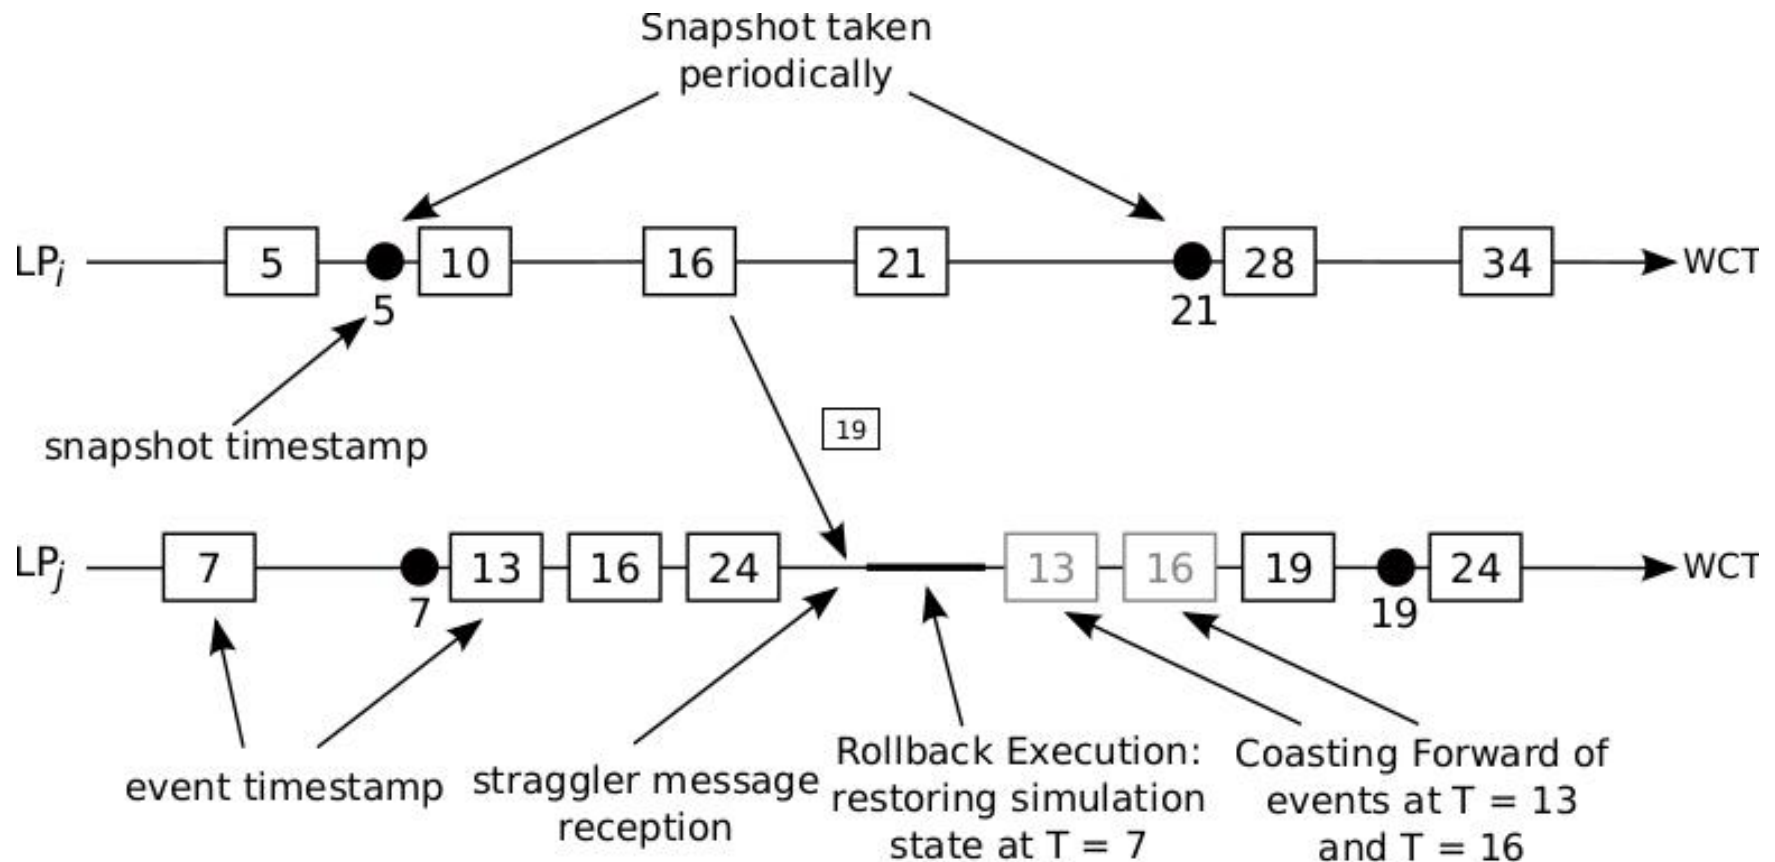 Snapshot taken
periodically
LPi 5 10 16 21 28 34 WCT
5 21
snapshot timestamp
19
LPj 7 13 16 24 13 16 19 24 WCT
7 19
event timestamp
straggler message
reception
Rollback Execution:
restoring simulation
state at T = 7
Coasting Forward of
events at T = 13
and T = 16